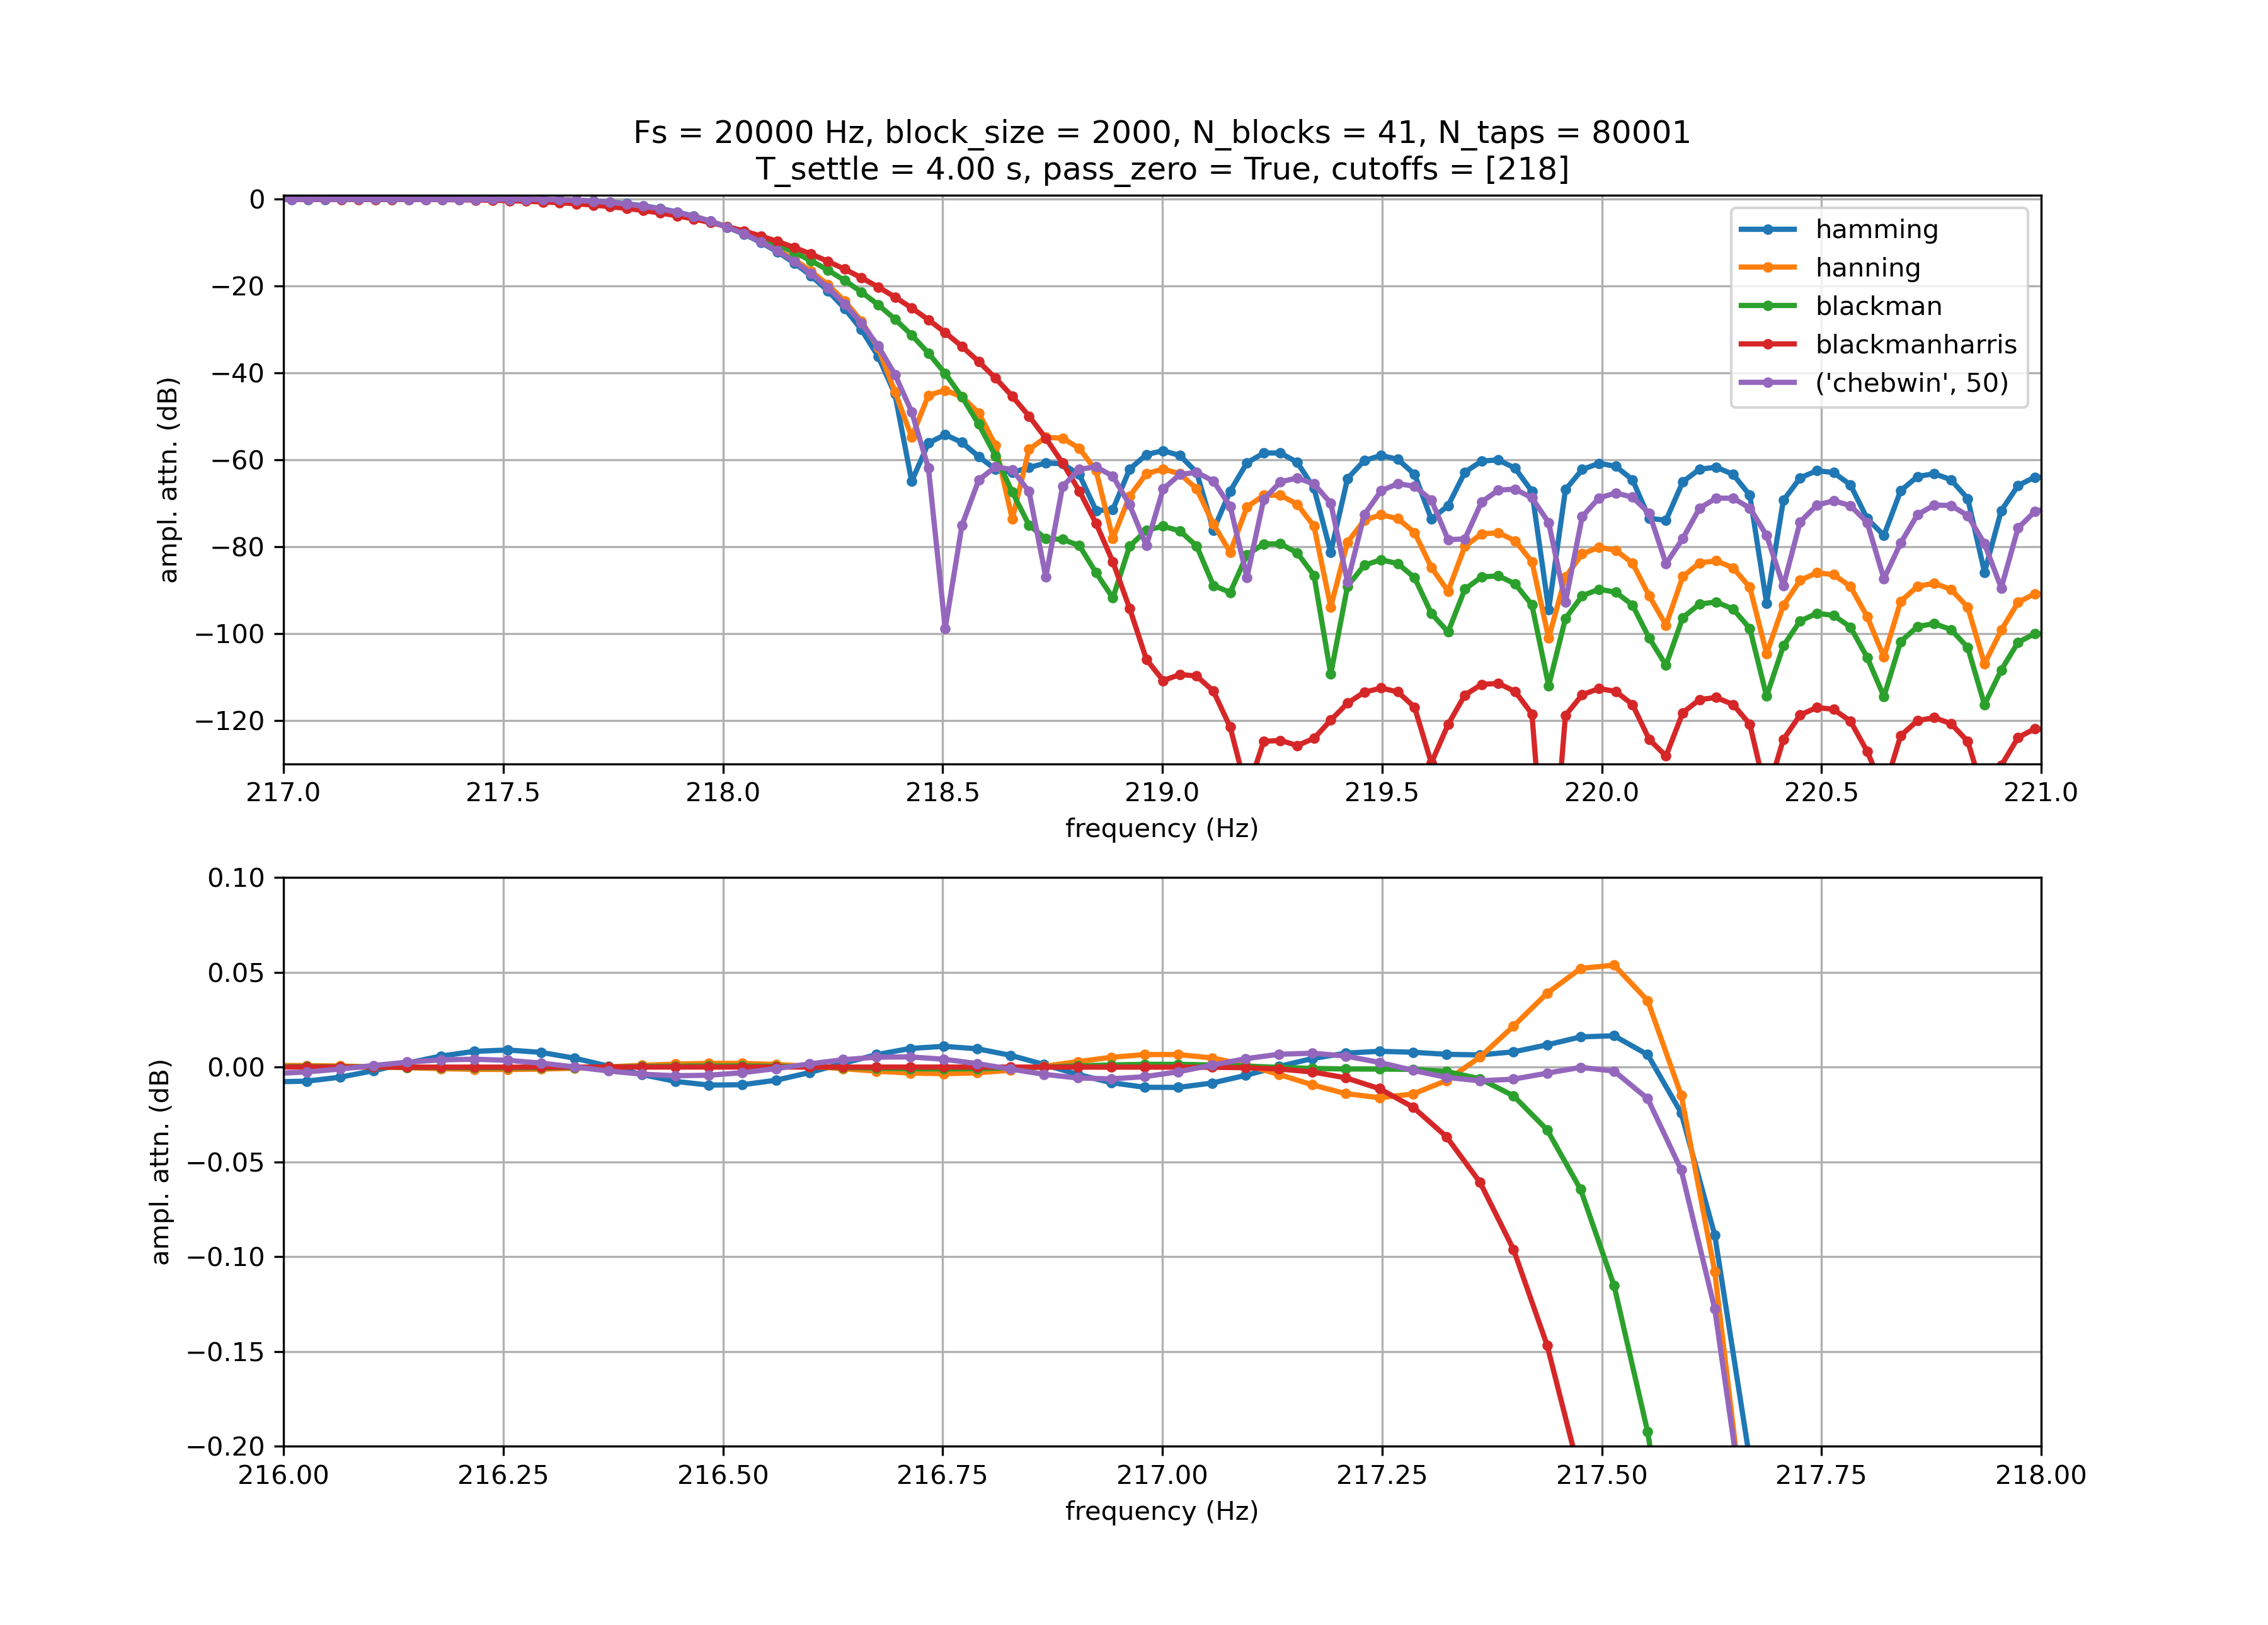 Fs = 20000 Hz, block_size = 2000, N_blocks = 41, N_taps = 80001
T_settle = 4.00 s, pass_zero = True, cutoffs = [218]
ampl. attn. (dB)
0
−20
−40
−60
−80
−100
−120
hamming
hanning
blackman
blackmanharris
('chebwin', 50)
217.0 217.5 218.0 218.5 219.0 219.5 220.0 220.5 221.0
frequency (Hz)
ampl. attn. (dB)
0.10
0.05
0.00
−0.05
−0.10
−0.15
−0.20
216.00 216.25 216.50 216.75 217.00 217.25 217.50 217.75 218.00
frequency (Hz)